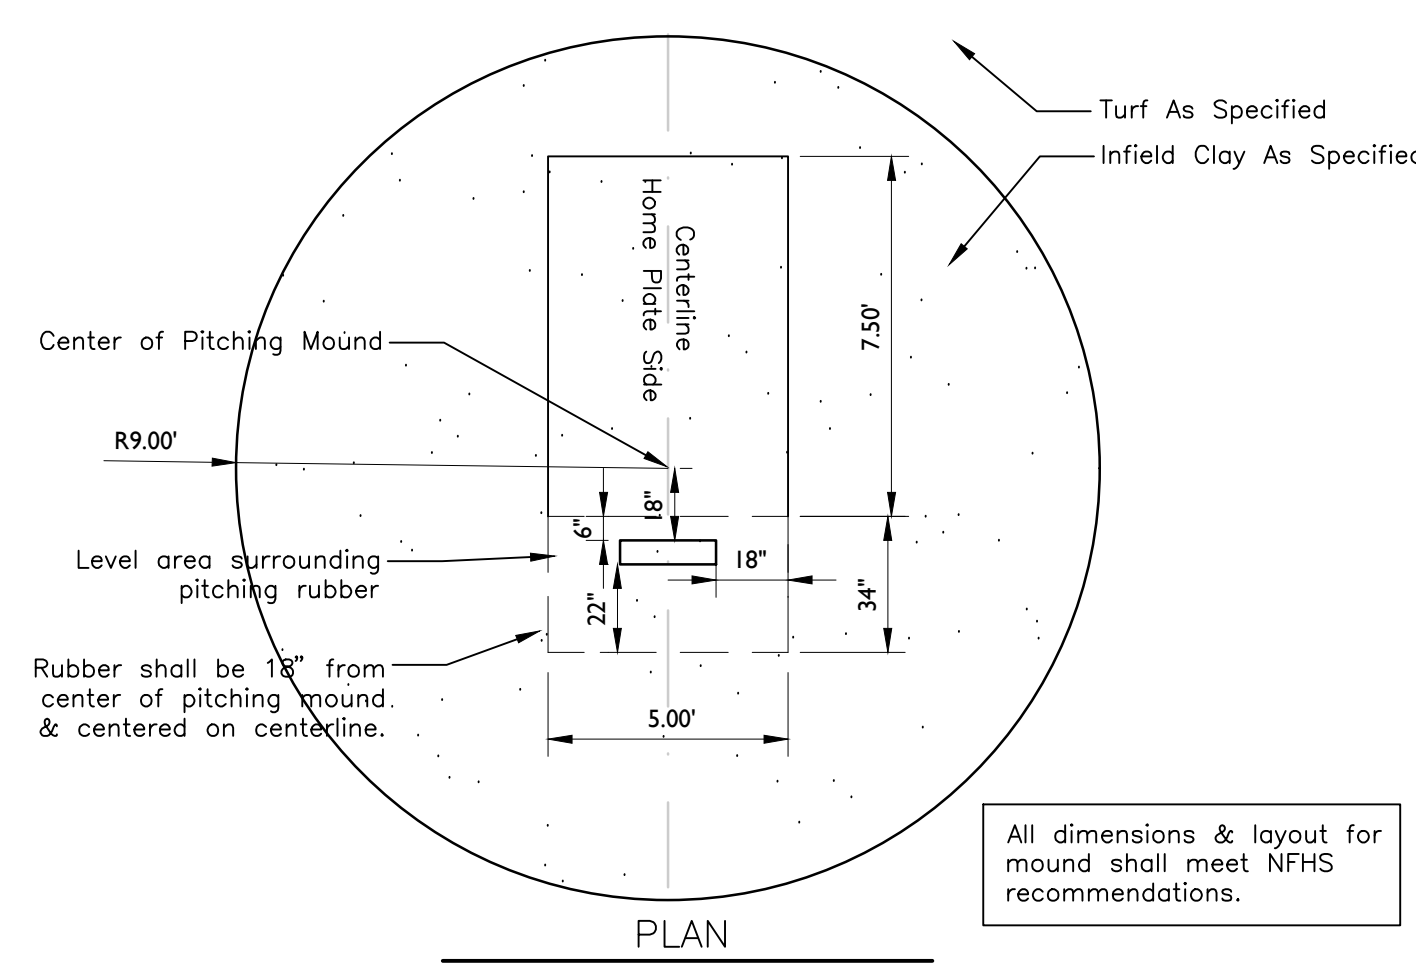 Turf As Specified
Infield Clay As Specified
Home Plate Side
Centerline
7.50'
Center of Pitching Mound
R9.00'
18"
6"
Level area surrounding
pitching rubber
18"
22"
34"
Rubber shall be 18” from
center of pitching mound
& centered on centerline.
5.00'
All dimensions & layout for
mound shall meet NFHS
recommendations.
PLAN